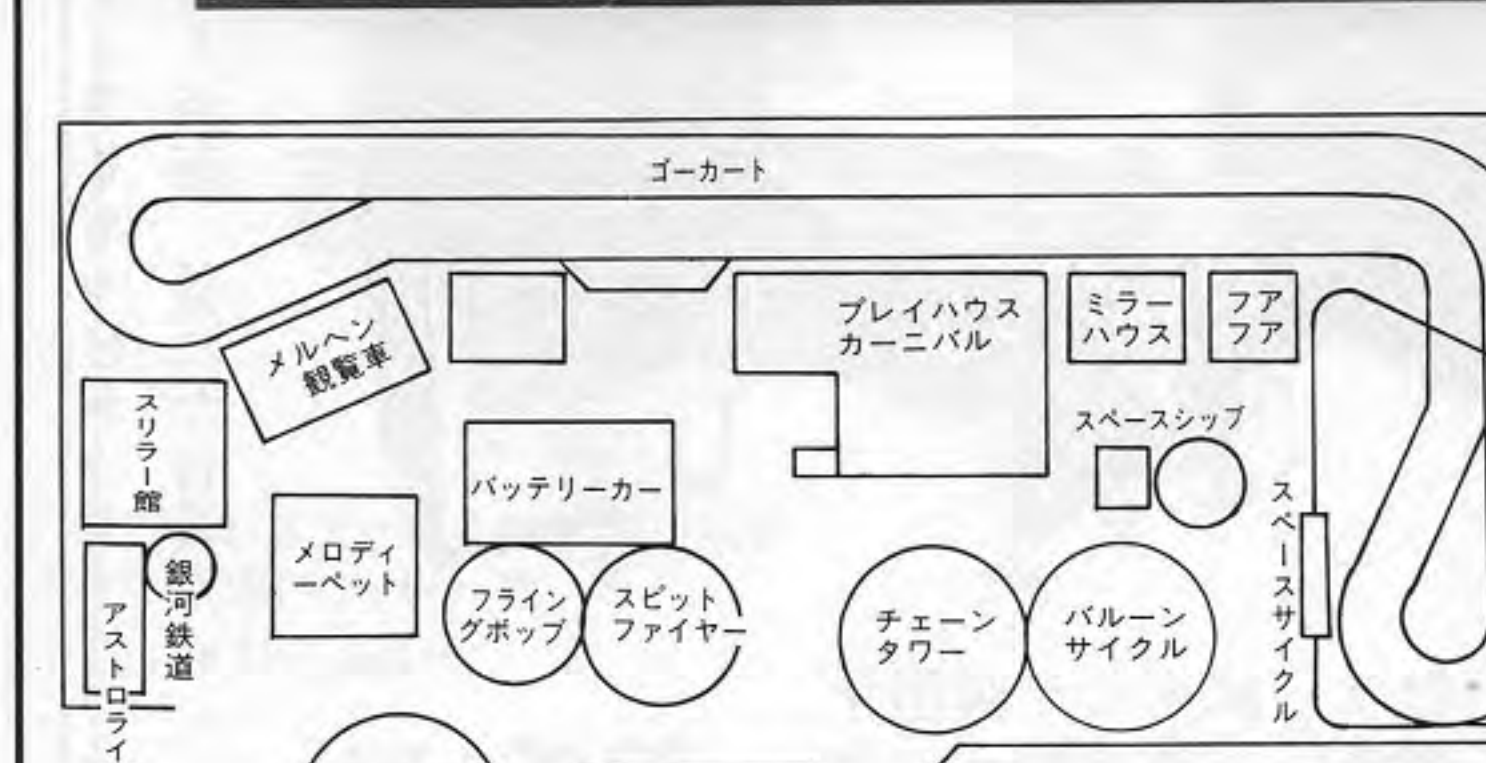 ゴーカート
メルヘン
観覧車
プレイハウス
カーニバル
ミラー
ハウス
フア
フア
スリラー館
スペースシップ
バッテリーカー
スペースサイクル
メロディ
ーペット
銀河鉄道
アストロライ
フライン
グポップ
スピット
ファイヤー
チェーン
タワー
バルーン
サイクル